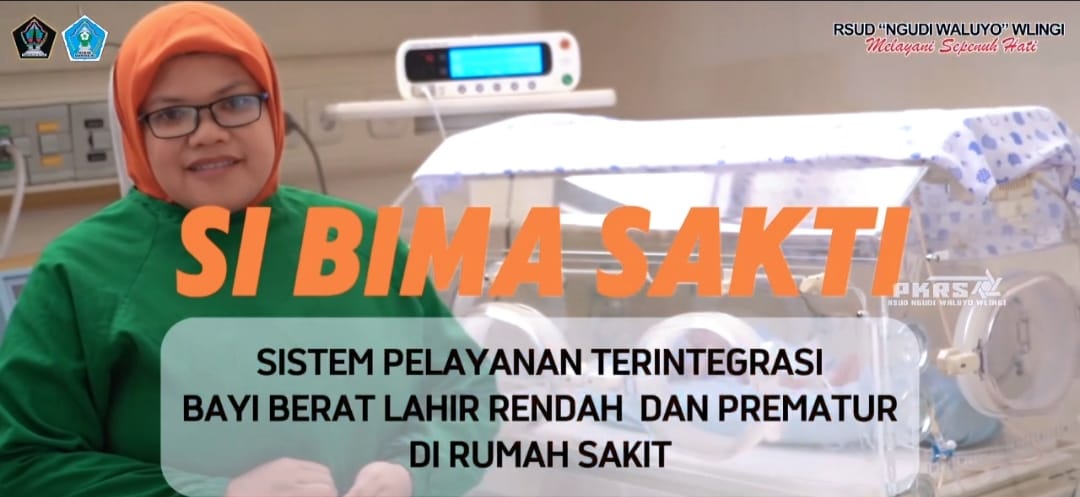 RSUD "NGUDI WALUYO" WLINGI
Melayani Sepenuh Hati
SI BIMA SAKTI
PKRS
RSUD NGUDI WALUYO WLINGI
SISTEM PELAYANAN TERINTEGRASI
BAYI BERAT LAHIR RENDAH DAN PREMATUR
DI RUMAH SAKIT